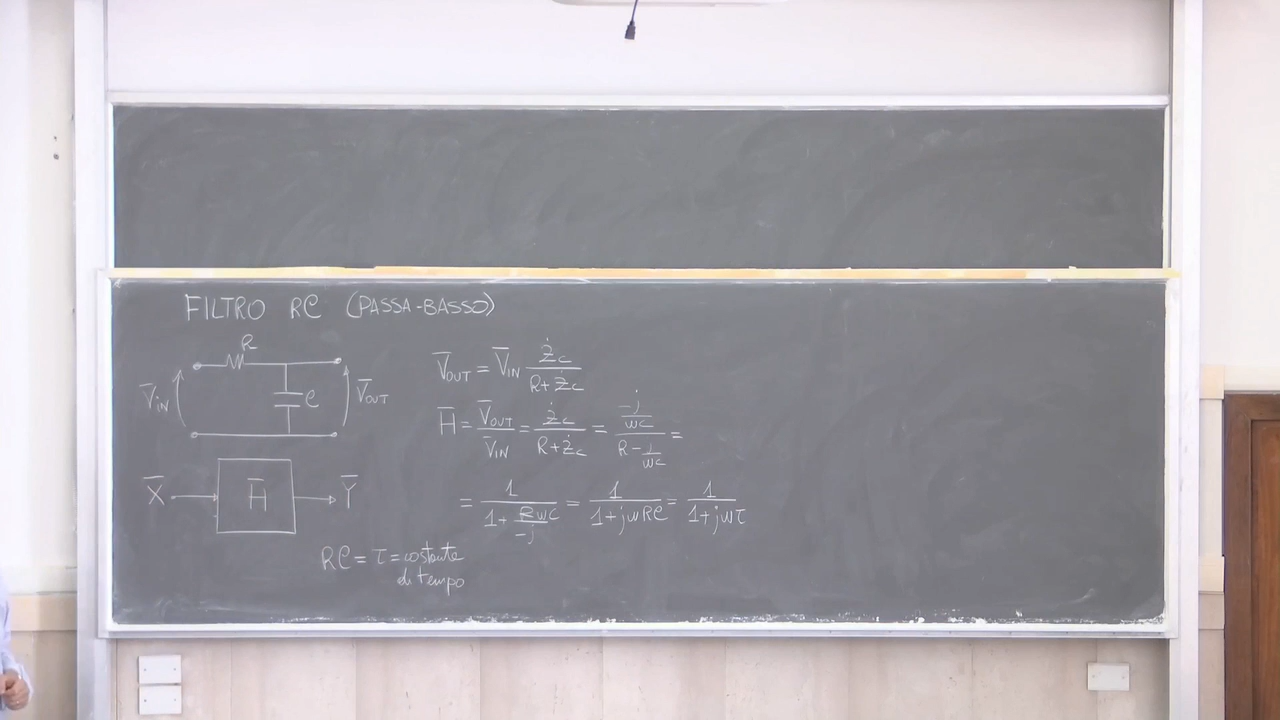 FILTRO RC (PASSA-BASSO)
R
V̅IN C V̅OUT
V̅OUT = V̅IN Żc / (R + Żc)
H̅ = V̅OUT / V̅IN = Żc / (R + Żc) = (-j / ωC) / (R - j / ωC) =
X̅ H̅ Y̅
= 1 / (1 + RωC / -j) = 1 / (1 + jωRC) = 1 / (1 + jωτ)
RC = τ = costante
di tempo